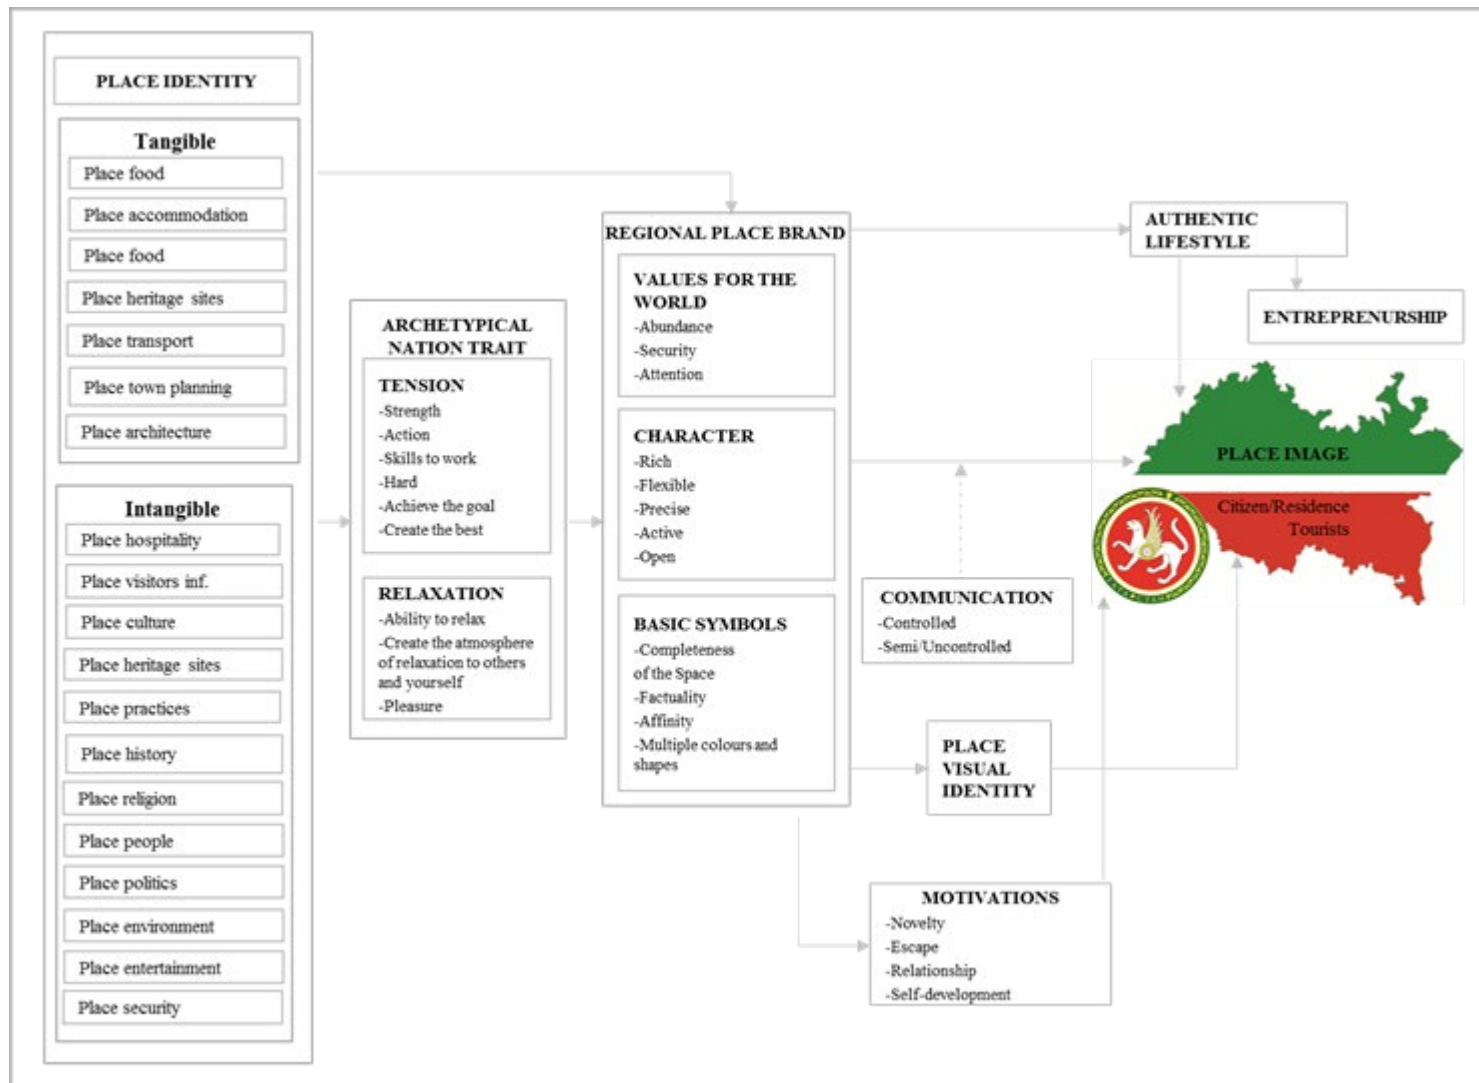 PLACE IDENTITY
Tangible
Place food
Place accommodation
Place food
Place heritage sites
Place transport
Place town planning
Place architecture
Intangible
Place hospitality
Place visitors inf.
Place culture
Place heritage sites
Place practices
Place history
Place religion
Place people
Place politics
Place environment
Place entertainment
Place security
ARCHETYPICAL
NATION TRAIT
TENSION
-Strength
-Action
-Skills to work
-Hard
-Achieve the goal
-Create the best
RELAXATION
-Ability to relax
-Create the atmosphere
of relaxation to others
and yourself
-Pleasure
REGIONAL PLACE BRAND
VALUES FOR THE
WORLD
-Abundance
-Security
-Attention
CHARACTER
-Rich
-Flexible
-Precise
-Active
-Open
BASIC SYMBOLS
-Completeness
of the Space
-Factuality
-Affinity
-Multiple colours and
shapes
COMMUNICATION
-Controlled
-Semi/Uncontrolled
PLACE
VISUAL
IDENTITY
MOTIVATIONS
-Novelty
-Escape
-Relationship
-Self-development
AUTHENTIC
LIFESTYLE
ENTREPRENURSHIP
PLACE IMAGE
Citizen/Residence
Tourists